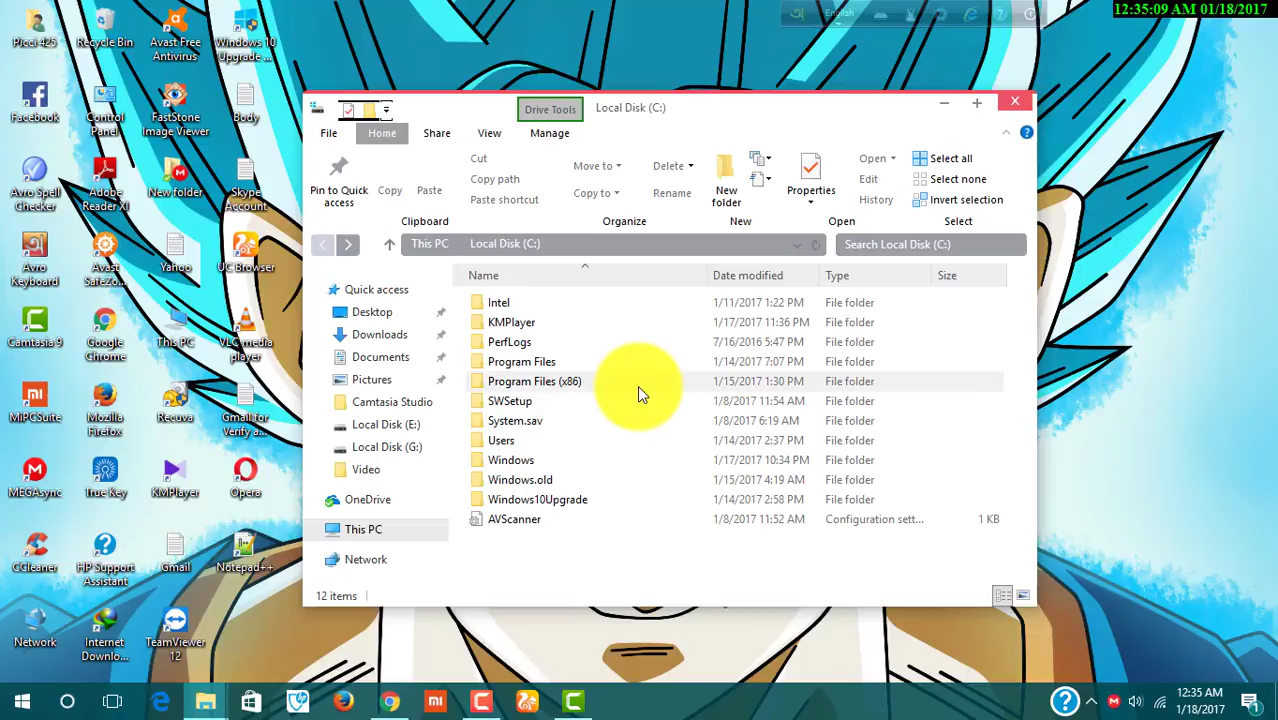 12:35:09 AM 01/18/2017
English
Picci 425
Recycle Bin
Avast Free
Antivirus
Windows 10
Upgrade ...
Facebook
Control
Panel
FastStone
Image Viewer
Body
Avro Spell
Checker
Adobe
Reader XI
New folder
Skype
Account
Avro
Keyboard
Avast
SafeZo...
Yahoo
UC Browser
Camtasia 9
Google
Chrome
This PC
VLC media
player
MiPCSuite
Mozilla
Firefox
Recuva
Gmail for
Verify a...
MEGAsync
True Key
KMPlayer
Opera
CCleaner
HP Support
Assistant
Gmail
Notepad++
Network
Internet
Downlo...
TeamViewer
12
Drive Tools
Local Disk (C:)
File
Home
Share
View
Manage
Pin to Quick
access
Copy
Paste
Cut
Copy path
Paste shortcut
Clipboard
Move to
Copy to
Delete
Rename
Organize
New
folder
New
Properties
Open
Edit
History
Open
Select all
Select none
Invert selection
Select
This PC
Local Disk (C:)
Search Local Disk (C:)
Quick access
Desktop
Downloads
Documents
Pictures
Camtasia Studio
Local Disk (E:)
Local Disk (G:)
Video
OneDrive
This PC
Network
Name Date modified Type Size
Intel 1/11/2017 1:22 PM File folder
KMPlayer 1/17/2017 11:36 PM File folder
PerfLogs 7/16/2016 5:47 PM File folder
Program Files 1/14/2017 7:07 PM File folder
Program Files (x86) 1/15/2017 1:30 PM File folder
SWSetup 1/8/2017 11:54 AM File folder
System.sav 1/8/2017 6:19 AM File folder
Users 1/14/2017 2:37 PM File folder
Windows 1/17/2017 10:34 PM File folder
Windows.old 1/15/2017 4:19 AM File folder
Windows10Upgrade 1/14/2017 2:58 PM File folder
AVScanner 1/8/2017 11:52 AM Configuration sett... 1 KB
12 items
12:35 AM
1/18/2017